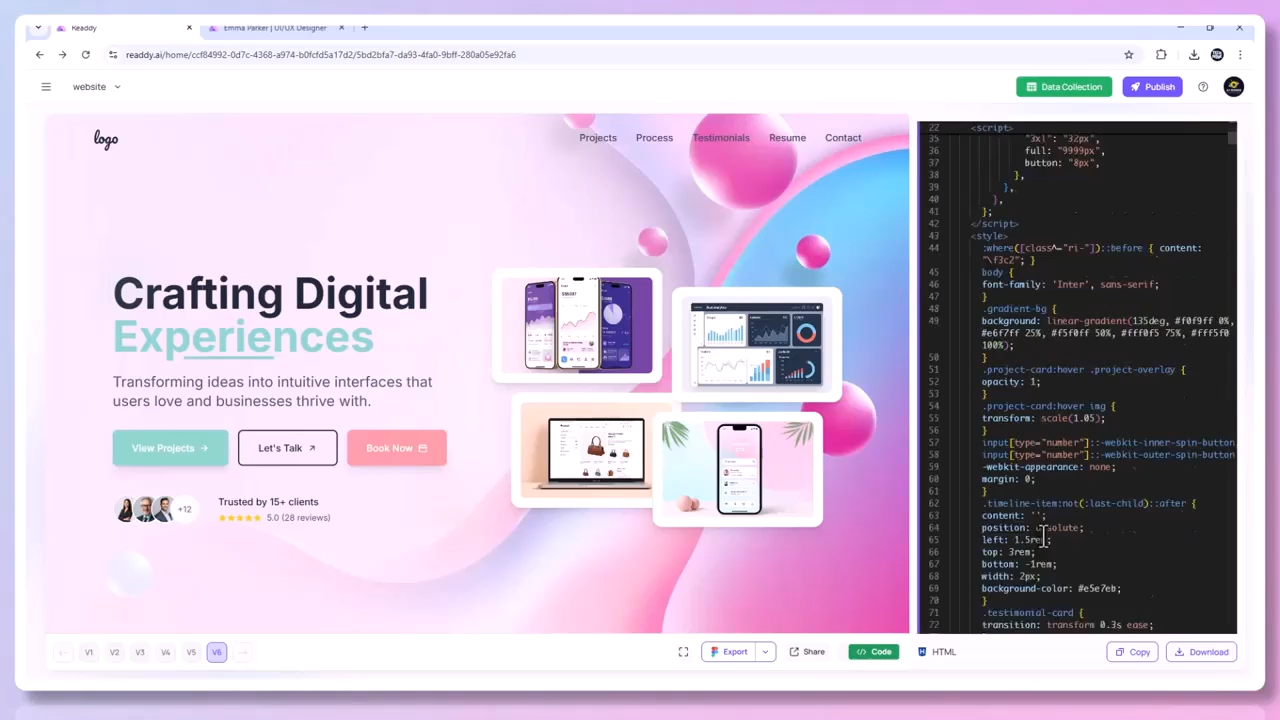 Readdy
Emma Parker | UI/UX Designer
readdy.ai/home/ccf84992-0d7c-4368-a974-b0fcfd5a17d2/5bd2bfa7-da93-4fa0-9bff-280a05e92fa6
website
Data Collection
Publish
logo
Projects
Process
Testimonials
Resume
Contact
Crafting Digital
Experiences
Transforming ideas into intuitive interfaces that
users love and businesses thrive with.
View Projects
Let's Talk
Book Now
+12
Trusted by 15+ clients
5.0 (28 reviews)
22 <script>
35 "3xl": "32px",
36 full: "9999px",
37 button: "8px",
38 },
39 },
40 },
41 };
42 </script>
43 <style>
44 :where([class^="ri-"])::before { content:
"\f3c2"; }
45 body {
46 font-family: 'Inter', sans-serif;
47 }
48 .gradient-bg {
49 background: linear-gradient(135deg, #f0f9ff 0%,
#e6f7ff 25%, #f5f0ff 50%, #fff0f5 75%, #fff5f0
100%);
50 }
51 .project-card:hover .project-overlay {
52 opacity: 1;
53 }
54 .project-card:hover img {
55 transform: scale(1.05);
56 }
57 input[type="number"]::-webkit-inner-spin-button,
58 input[type="number"]::-webkit-outer-spin-button
59 -webkit-appearance: none;
60 margin: 0;
61 }
62 .timeline-item:not(:last-child)::after {
63 content: '';
64 position: absolute;
65 left: 1.5rem;
66 top: 3rem;
67 bottom: -1rem;
68 width: 2px;
69 background-color: #e5e7eb;
70 }
71 .testimonial-card {
72 transition: transform 0.3s ease;
V1
V2
V3
V4
V5
V6
Export
Share
Code
HTML
Copy
Download